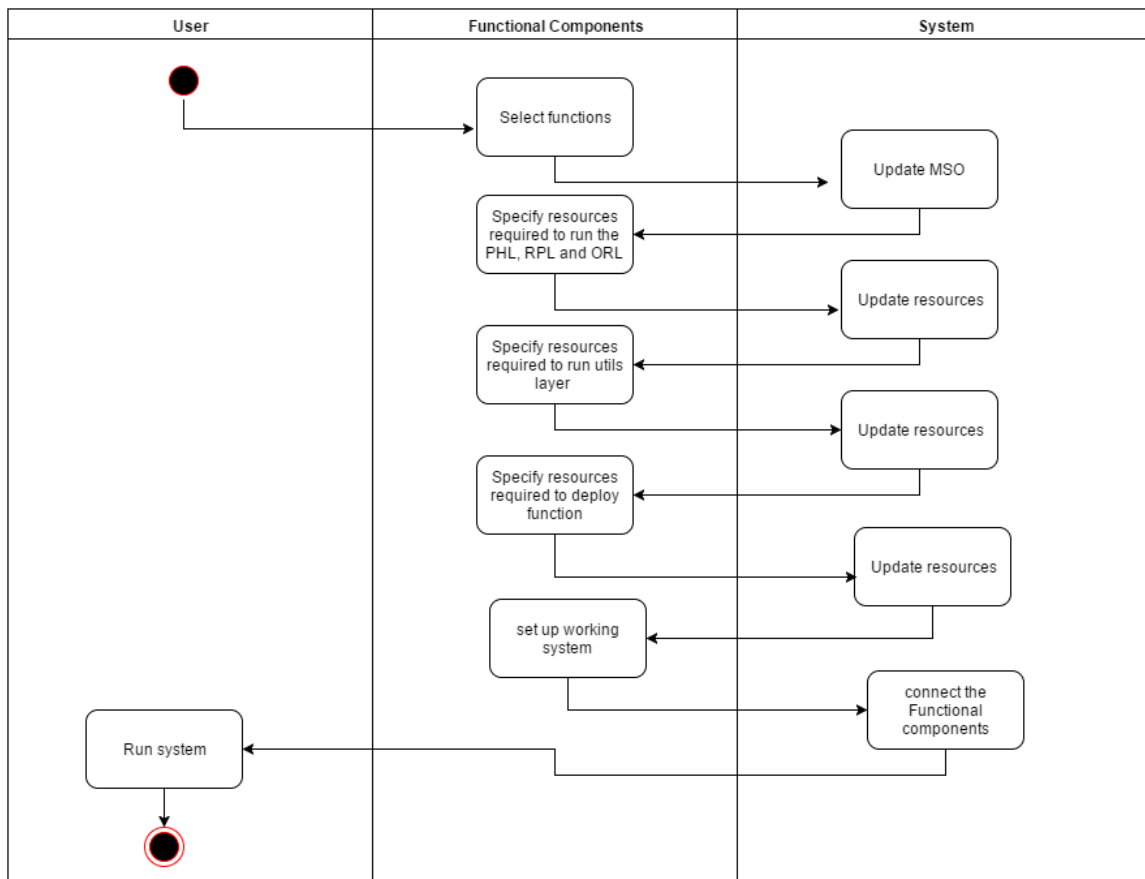 User
Functional Components
System
Select functions
Update MSO
Specify resources
required to run the
PHL, RPL and ORL
Update resources
Specify resources
required to run utils
layer
Update resources
Specify resources
required to deploy
function
Update resources
set up working
system
connect the
Functional
components
Run system